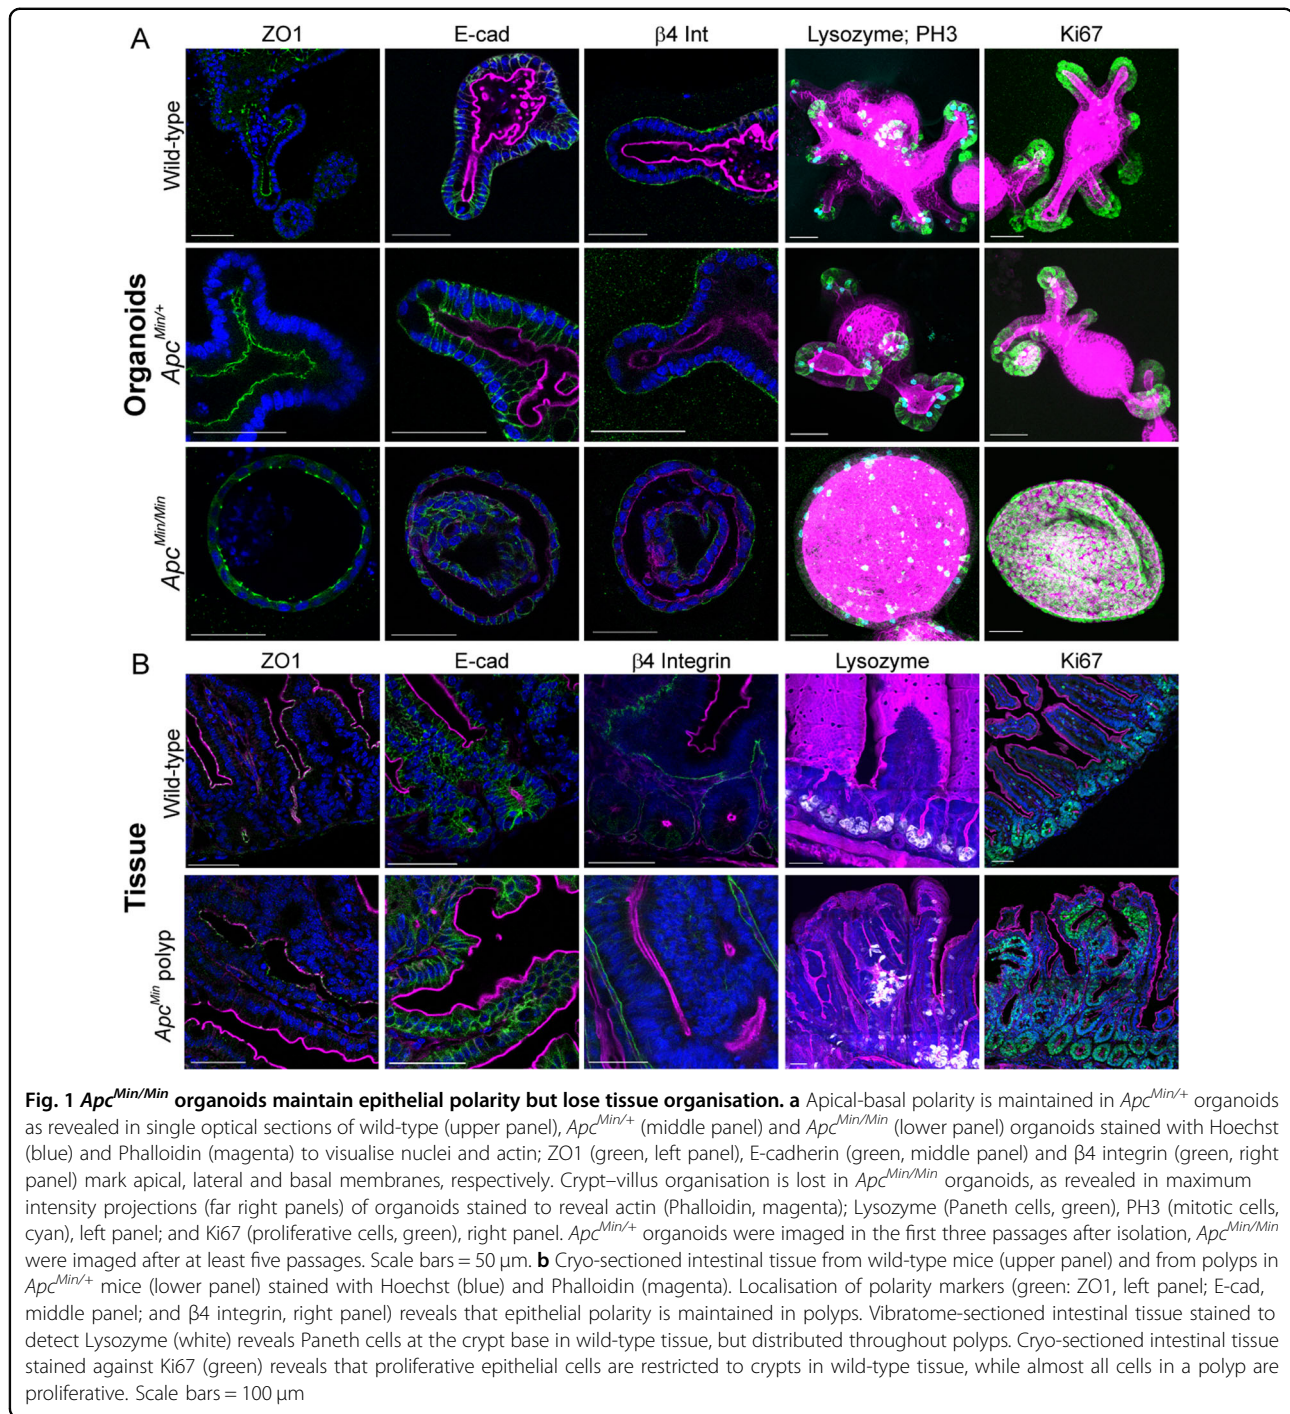 A
ZO1 E-cad β4 Int Lysozyme; PH3 Ki67
Organoids
Wild-type
Apc^Min/+
Apc^Min/Min
B
ZO1 E-cad β4 Integrin Lysozyme Ki67
Tissue
Wild-type
Apc^Min polyp
Fig. 1 Apc^Min/Min organoids maintain epithelial polarity but lose tissue organisation. a Apical-basal polarity is maintained in Apc^Min/+ organoids
as revealed in single optical sections of wild-type (upper panel), Apc^Min/+ (middle panel) and Apc^Min/Min (lower panel) organoids stained with Hoechst
(blue) and Phalloidin (magenta) to visualise nuclei and actin; ZO1 (green, left panel), E-cadherin (green, middle panel) and β4 integrin (green, right
panel) mark apical, lateral and basal membranes, respectively. Crypt–villus organisation is lost in Apc^Min/Min organoids, as revealed in maximum
intensity projections (far right panels) of organoids stained to reveal actin (Phalloidin, magenta); Lysozyme (Paneth cells, green), PH3 (mitotic cells,
cyan), left panel; and Ki67 (proliferative cells, green), right panel. Apc^Min/+ organoids were imaged in the first three passages after isolation, Apc^Min/Min
were imaged after at least five passages. Scale bars = 50 μm. b Cryo-sectioned intestinal tissue from wild-type mice (upper panel) and from polyps in
Apc^Min/+ mice (lower panel) stained with Hoechst (blue) and Phalloidin (magenta). Localisation of polarity markers (green: ZO1, left panel; E-cad,
middle panel; and β4 integrin, right panel) reveals that epithelial polarity is maintained in polyps. Vibratome-sectioned intestinal tissue stained to
detect Lysozyme (white) reveals Paneth cells at the crypt base in wild-type tissue, but distributed throughout polyps. Cryo-sectioned intestinal tissue
stained against Ki67 (green) reveals that proliferative epithelial cells are restricted to crypts in wild-type tissue, while almost all cells in a polyp are
proliferative. Scale bars = 100 μm